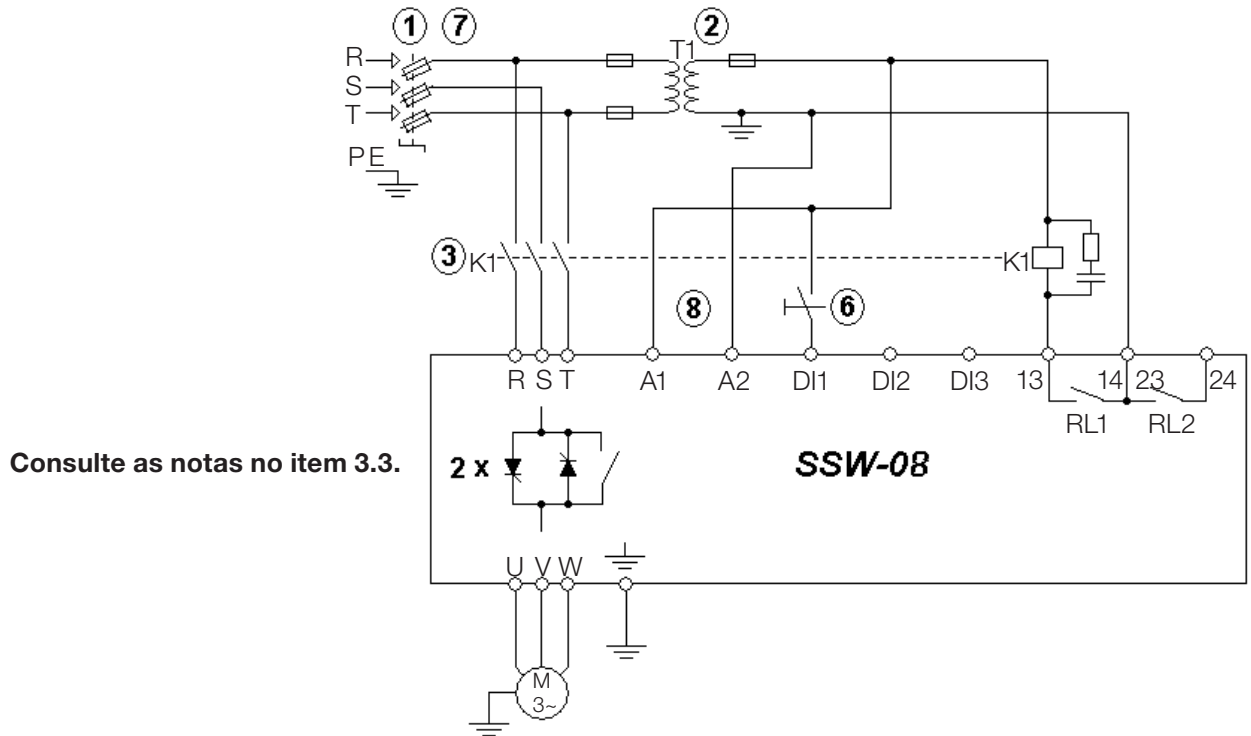 1 7 2
T1
R
S
T
PE
3 K1 K1
8 6
R S T A1 A2 DI1 DI2 DI3 13 14 23 24
RL1 RL2
Consulte as notas no item 3.3.
2 x
SSW-08
U V W
M
3~